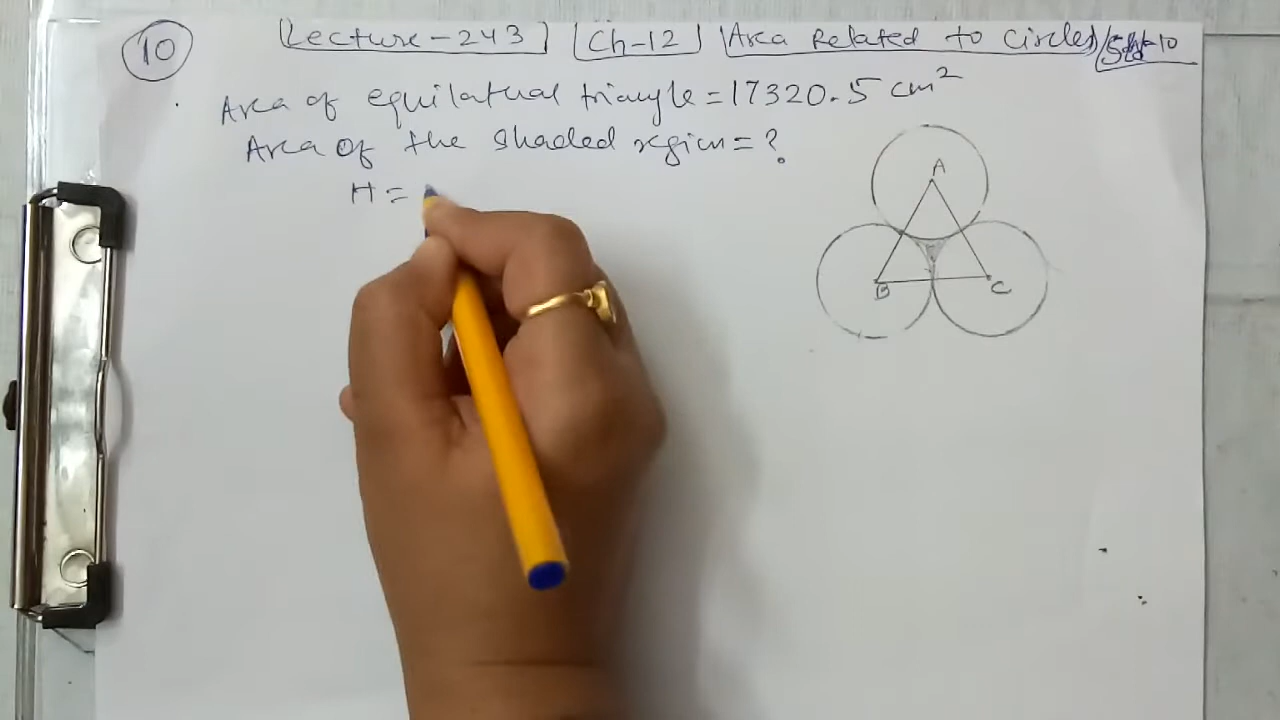 10
Lecture-243 Ch-12 Area Related to Circles
Area of equilateral triangle = 17320.5 cm²
Area of the shaded region = ?
A
B
C